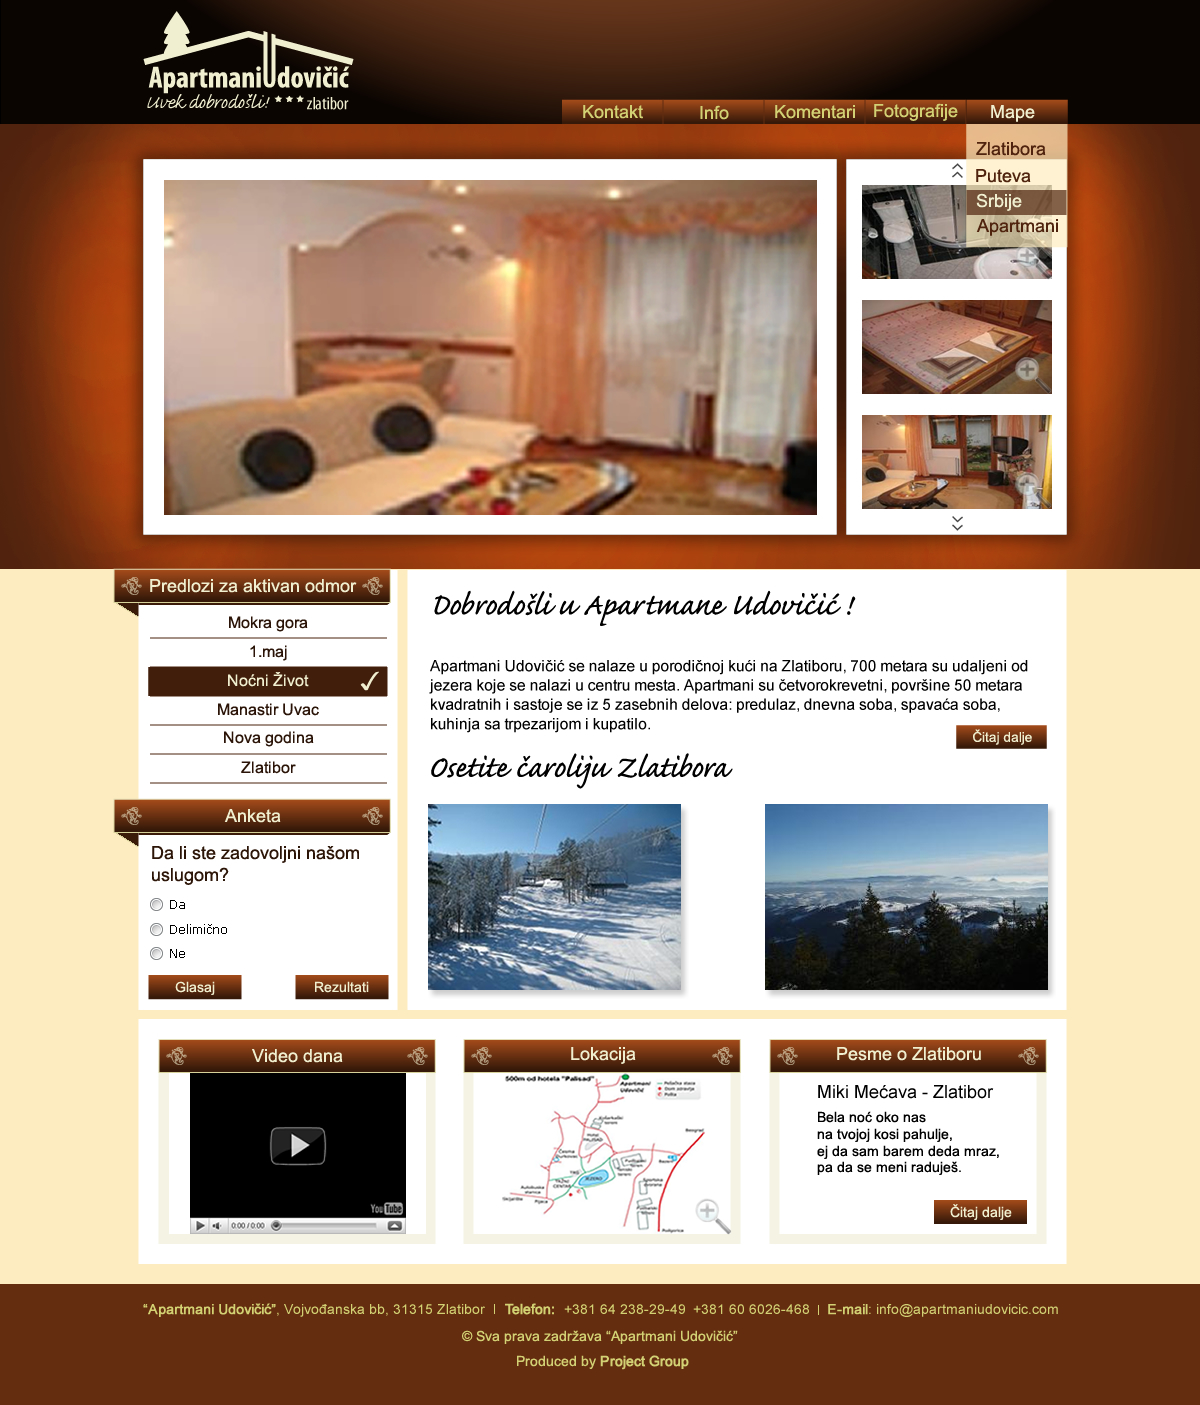 ApartmaniUdovičić
Uvek dobrodošli! zlatibor
Kontakt Info Komentari Fotografije Mape
Zlatibora
Puteva
Srbije
Apartmani
Predlozi za aktivan odmor
Mokra gora
1.maj
Noćni Život
Manastir Uvac
Nova godina
Zlatibor
Anketa
Da li ste zadovoljni našom
uslugom?
Da
Delimično
Ne
Glasaj Rezultati
Dobrodošli u Apartmane Udovičić !
Apartmani Udovičić se nalaze u porodičnoj kući na Zlatiboru, 700 metara su udaljeni od
jezera koje se nalazi u centru mesta. Apartmani su četvorokrevetni, površine 50 metara
kvadratnih i sastoje se iz 5 zasebnih delova: predulaz, dnevna soba, spavaća soba,
kuhinja sa trpezarijom i kupatilo.
Čitaj dalje
Osetite čaroliju Zlatibora
Video dana
You Tube
0:00 / 0:00
Lokacija
500m od hotela "Palisad"
Apartmani
Udovičić
Pošta
Beograd
Pesme o Zlatiboru
Miki Mećava - Zlatibor
Bela noć oko nas
na tvojoj kosi pahulje,
ej da sam barem deda mraz,
pa da se meni raduješ.
Čitaj dalje
“Apartmani Udovičić”, Vojvođanska bb, 31315 Zlatibor | Telefon: +381 64 238-29-49 +381 60 6026-468 | E-mail: info@apartmaniudovicic.com
© Sva prava zadržava “Apartmani Udovičić”
Produced by Project Group